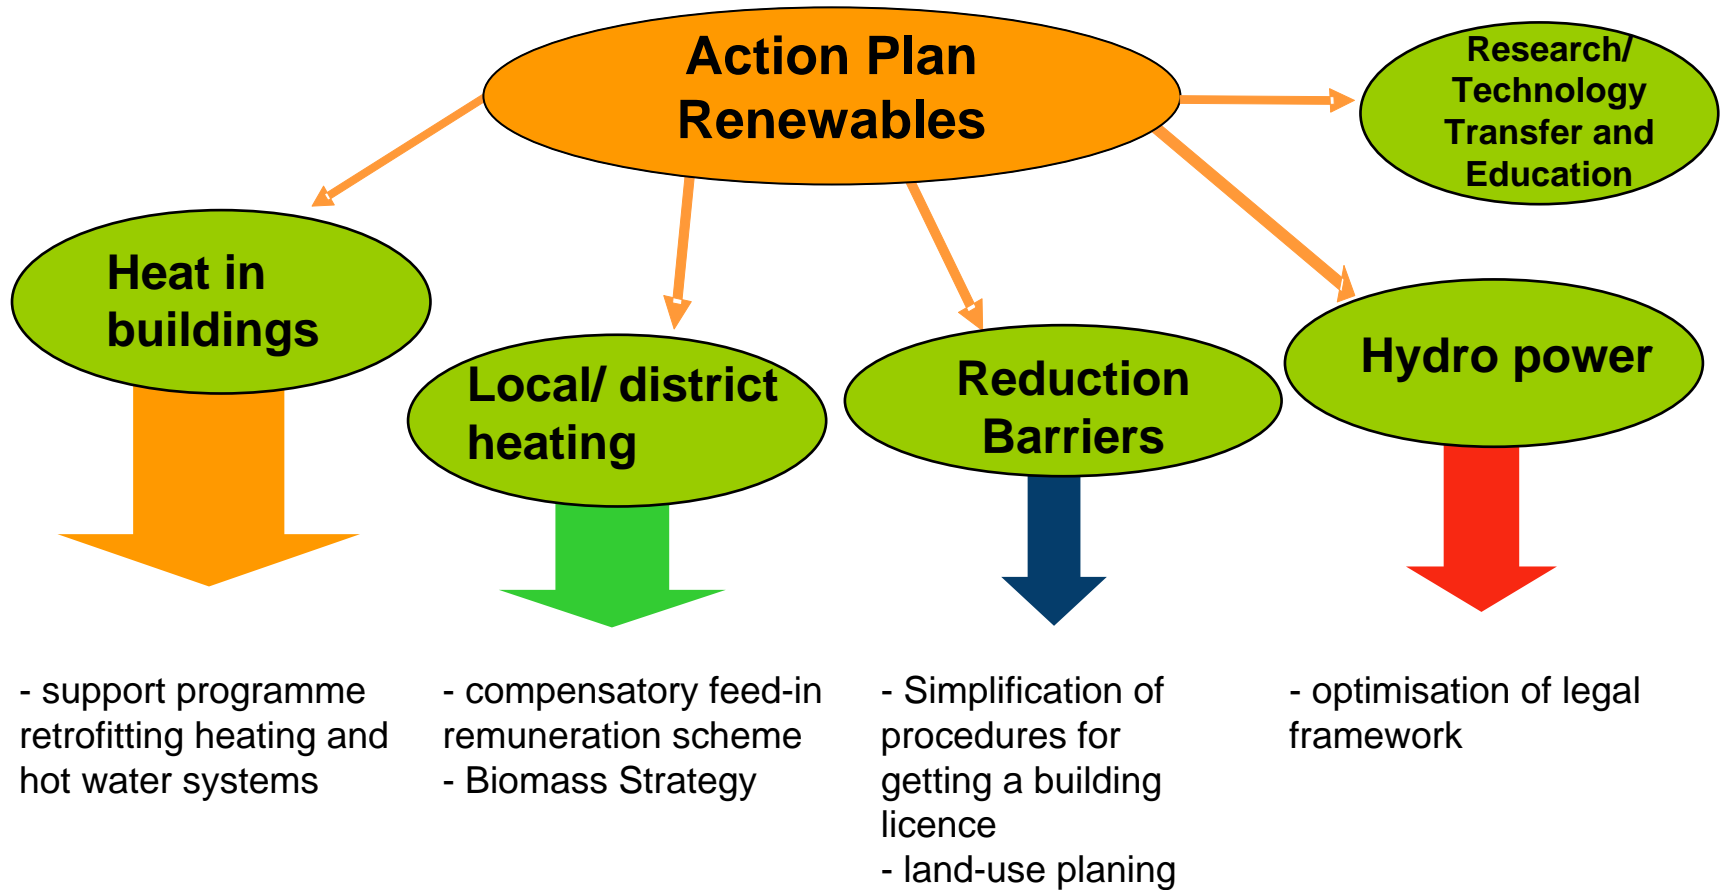 Action Plan
Renewables
Research/
Technology
Transfer and
Education
Heat in
buildings
Local/ district
heating
Reduction
Barriers
Hydro power
- support programme
retrofitting heating and
hot water systems
- compensatory feed-in
remuneration scheme
- Biomass Strategy
- Simplification of
procedures for
getting a building
licence
- land-use planing
- optimisation of legal
framework